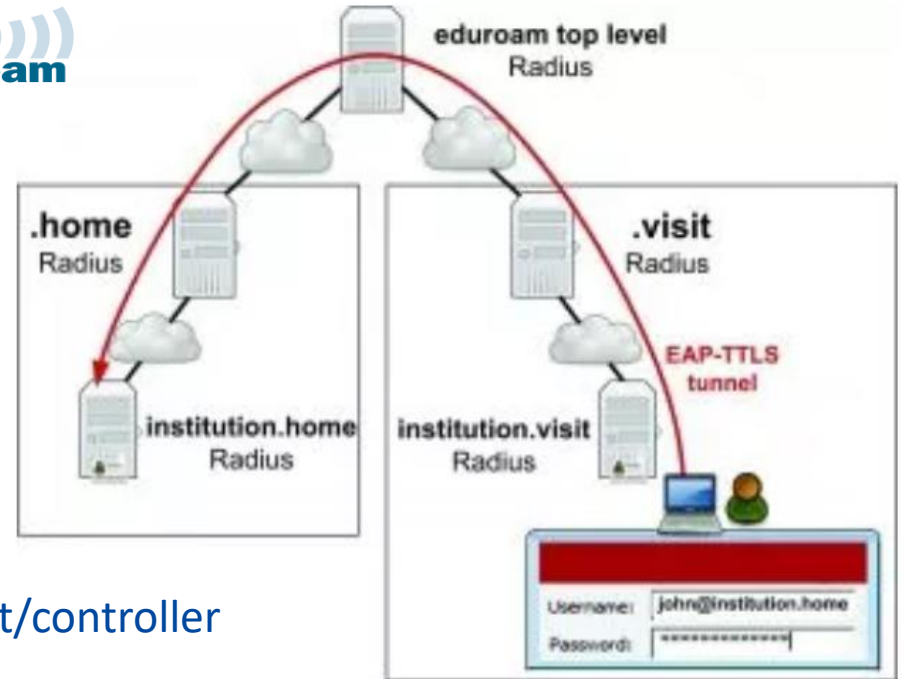 am
eduroam top level
Radius
.home
Radius
.visit
Radius
EAP-TTLS
tunnel
institution.home
Radius
institution.visit
Radius
Username: john@institution.home
Password: **************
t/controller